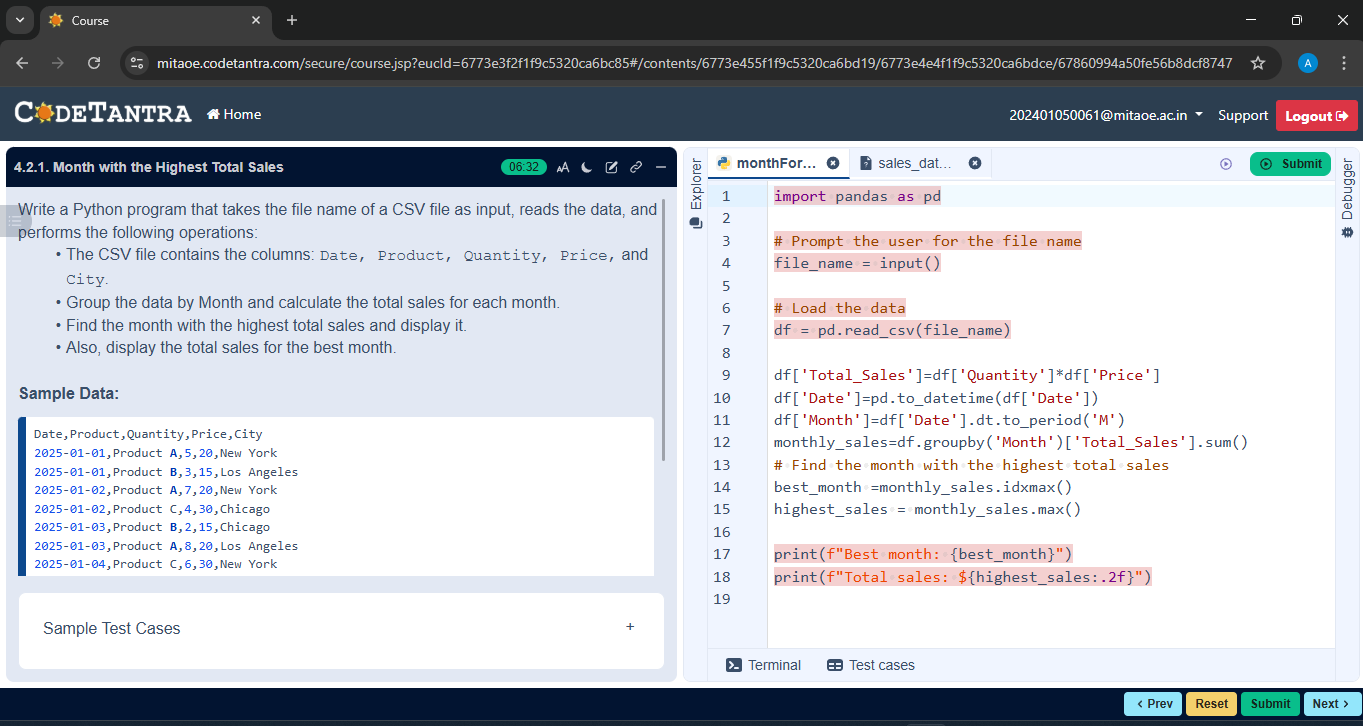 Course
mitaoe.codetantra.com/secure/course.jsp?eucId=6773e3f2f1f9c5320ca6bc85#/contents/6773e455f1f9c5320ca6bd19/6773e4e4f1f9c5320ca6bdce/67860994a50fe56b8dcf8747
A
CODETANTRA
Home
202401050061@mitaoe.ac.in
Support
Logout
4.2.1. Month with the Highest Total Sales
06:32
AA
Write a Python program that takes the file name of a CSV file as input, reads the data, and
performs the following operations:
• The CSV file contains the columns: Date, Product, Quantity, Price, and
City.
• Group the data by Month and calculate the total sales for each month.
• Find the month with the highest total sales and display it.
• Also, display the total sales for the best month.
Sample Data:
Date,Product,Quantity,Price,City
2025-01-01,Product A,5,20,New York
2025-01-01,Product B,3,15,Los Angeles
2025-01-02,Product A,7,20,New York
2025-01-02,Product C,4,30,Chicago
2025-01-03,Product B,2,15,Chicago
2025-01-03,Product A,8,20,Los Angeles
2025-01-04,Product C,6,30,New York
Sample Test Cases
+
Explorer
monthFor...
sales_dat...
Submit
Debugger
1 import pandas as pd
2
3 # Prompt the user for the file name
4 file_name = input()
5
6 # Load the data
7 df = pd.read_csv(file_name)
8
9 df['Total_Sales']=df['Quantity']*df['Price']
10 df['Date']=pd.to_datetime(df['Date'])
11 df['Month']=df['Date'].dt.to_period('M')
12 monthly_sales=df.groupby('Month')['Total_Sales'].sum()
13 # Find the month with the highest total sales
14 best_month =monthly_sales.idxmax()
15 highest_sales = monthly_sales.max()
16
17 print(f"Best month: {best_month}")
18 print(f"Total sales: ${highest_sales:.2f}")
19
Terminal
Test cases
< Prev
Reset
Submit
Next >